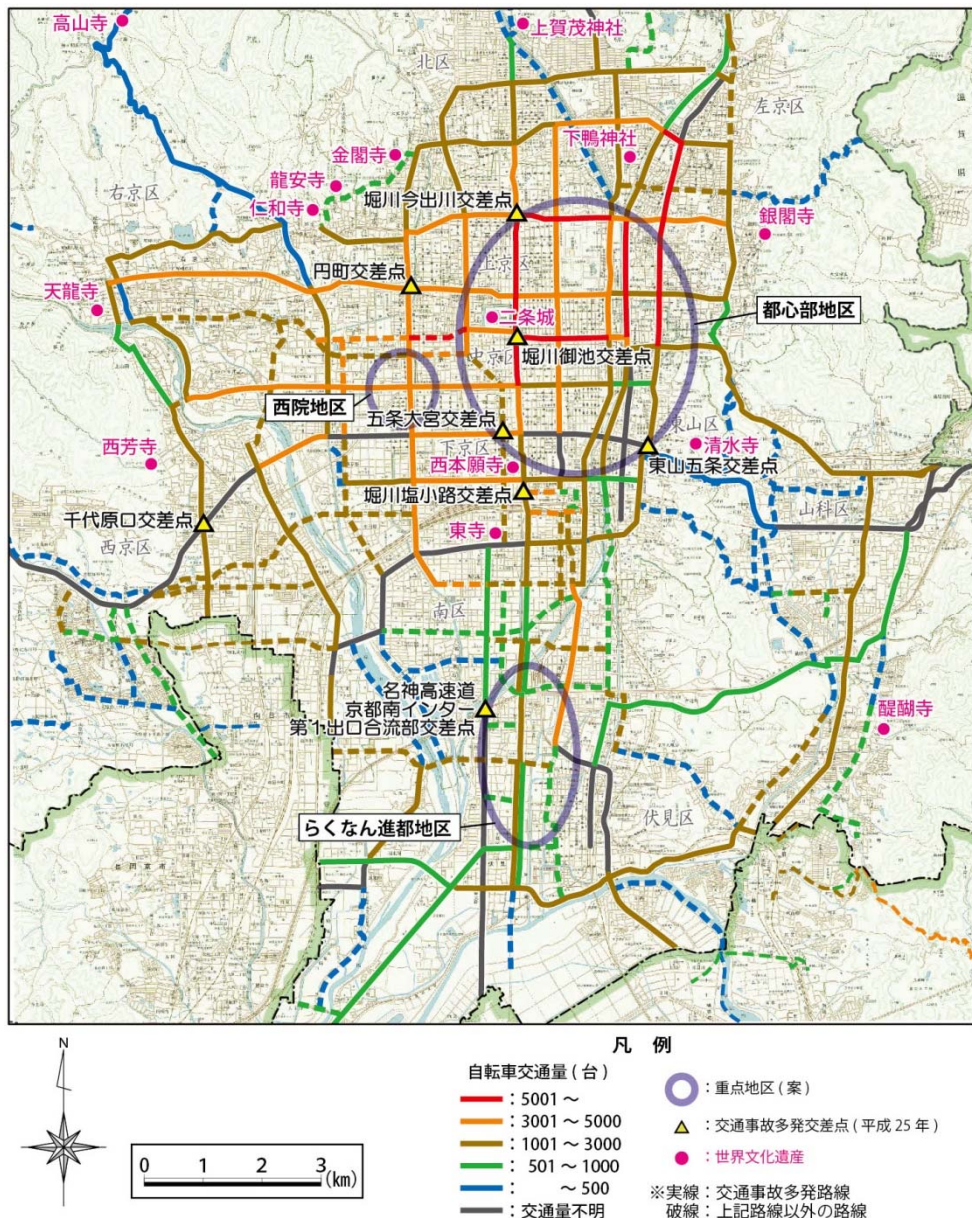 高山寺
上賀茂神社
北区
左京区
下鴨神社
金閣寺
龍安寺
右京区
仁和寺
堀川今出川交差点
銀閣寺
上京区
円町交差点
天龍寺
都心部地区
二条城
中京区
堀川御池交差点
西院地区
五条大宮交差点
東山区
下京区
清水寺
西芳寺
西本願寺
東山五条交差点
堀川塩小路交差点
千代原口交差点
山科区
東寺
西京区
南区
名神高速道
京都南インター
第1出口合流部交差点
醍醐寺
らくなん進都地区
伏見区
N
0 1 2 3
(km)
凡 例
自転車交通量(台)
:5001~
:3001~5000
:1001~3000
:501~1000
: ~500
:交通量不明
:重点地区(案)
:交通事故多発交差点(平成25年)
:世界文化遺産
※実線:交通事故多発路線
破線:上記路線以外の路線